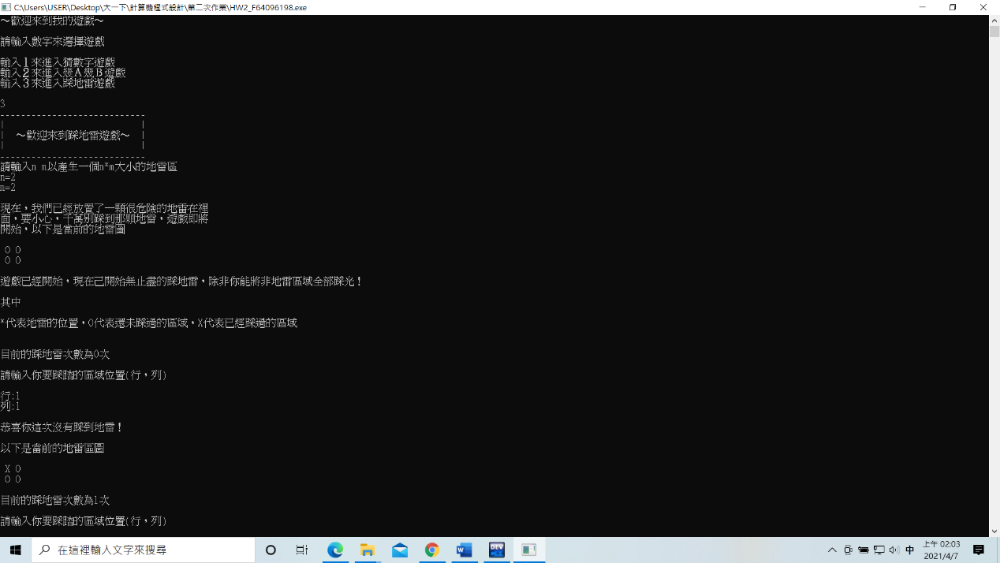 C:\Users\USER\Desktop\大一下\計算機程式設計\第二次作業\HW2_F64096198.exe
～歡迎來到我的遊戲～
請輸入數字來選擇遊戲
輸入１來進入猜數字遊戲
輸入２來進入幾Ａ幾Ｂ遊戲
輸入３來進入踩地雷遊戲
3
----------------------------
|                          |
|  ～歡迎來到踩地雷遊戲～  |
|                          |
----------------------------
請輸入n m以產生一個n*m大小的地雷區
n=2
m=2
現在，我們已經放置了一顆很危險的地雷在裡
面，要小心，千萬別踩到那顆地雷，遊戲即將
開始，以下是當前的地雷圖
O O
O O
遊戲已經開始，現在已開始無止盡的踩地雷，除非你能將非地雷區域全部踩光！
其中
*代表地雷的位置，O代表還未踩過的區域，X代表已經踩過的區域
目前的踩地雷次數為0次
請輸入你要踩踏的區域位置(行，列)
行:1
列:1
恭喜你這次沒有踩到地雷！
以下是當前的地雷區圖
X O
O O
目前的踩地雷次數為1次
請輸入你要踩踏的區域位置(行，列)
在這裡輸入文字來搜尋
DEV
中
上午 02:03
2021/4/7